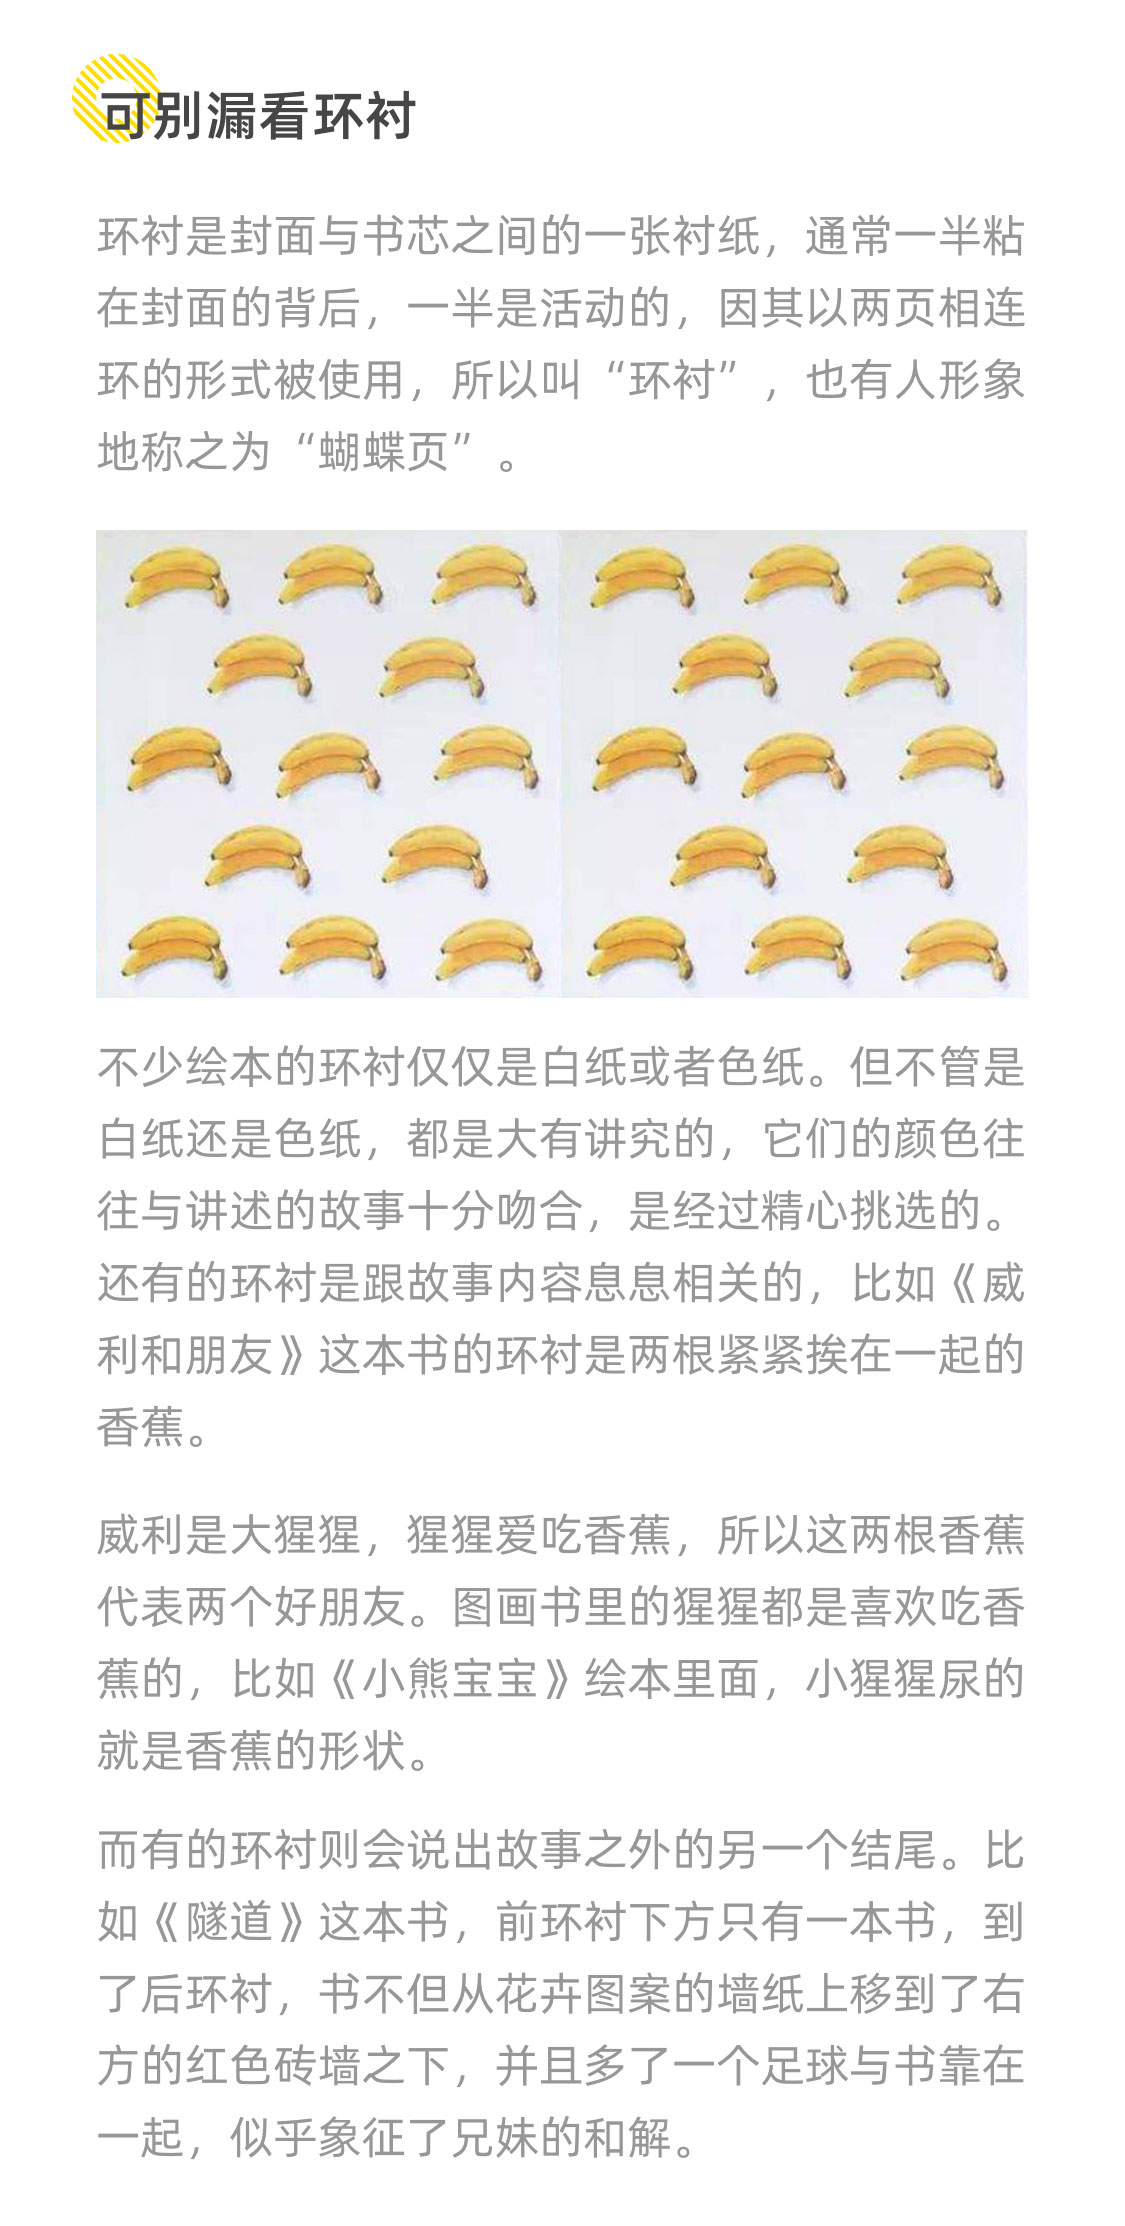 可别漏看环衬
环衬是封面与书芯之间的一张衬纸，通常一半粘
在封面的背后，一半是活动的，因其以两页相连
环的形式被使用，所以叫“环衬”，也有人形象
地称之为“蝴蝶页”。
不少绘本的环衬仅仅是白纸或者色纸。但不管是
白纸还是色纸，都是大有讲究的，它们的颜色往
往与讲述的故事十分吻合，是经过精心挑选的。
还有的环衬是跟故事内容息息相关的，比如《威
利和朋友》这本书的环衬是两根紧紧挨在一起的
香蕉。
威利是大猩猩，猩猩爱吃香蕉，所以这两根香蕉
代表两个好朋友。图画书里的猩猩都是喜欢吃香
蕉的，比如《小熊宝宝》绘本里面，小猩猩尿的
就是香蕉的形状。
而有的环衬则会说出故事之外的另一个结尾。比
如《隧道》这本书，前环衬下方只有一本书，到
了后环衬，书不但从花卉图案的墙纸上移到了右
方的红色砖墙之下，并且多了一个足球与书靠在
一起，似乎象征了兄妹的和解。